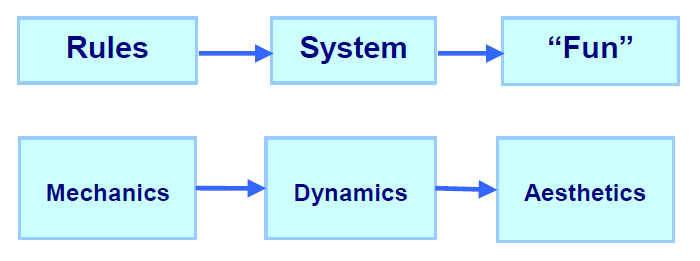 Rules
System
“Fun”
Mechanics
Dynamics
Aesthetics